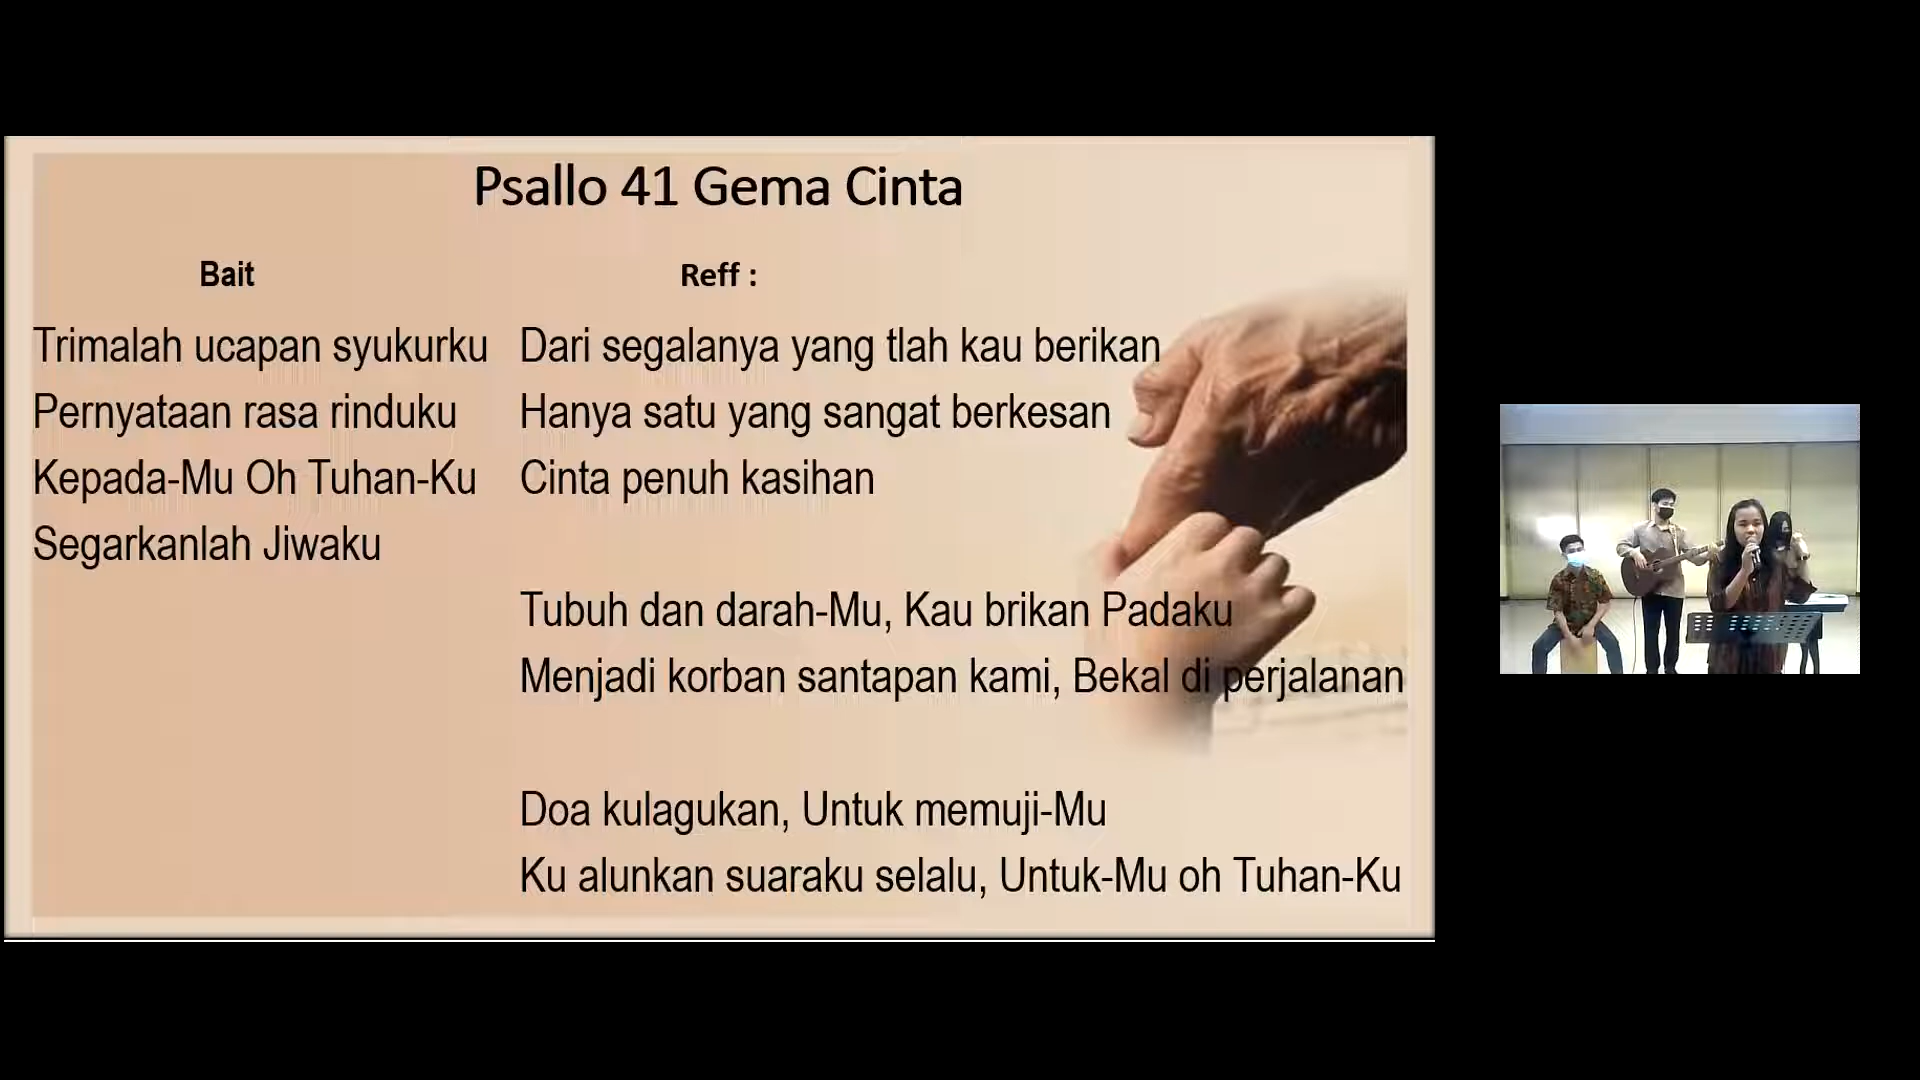 Psallo 41 Gema Cinta
Bait
Trimalah ucapan syukurku
Pernyataan rasa rinduku
Kepada-Mu Oh Tuhan-Ku
Segarkanlah Jiwaku
Reff :
Dari segalanya yang tlah kau berikan
Hanya satu yang sangat berkesan
Cinta penuh kasihan
Tubuh dan darah-Mu, Kau brikan Padaku
Menjadi korban santapan kami, Bekal di perjalanan
Doa kulagukan, Untuk memuji-Mu
Ku alunkan suaraku selalu, Untuk-Mu oh Tuhan-Ku